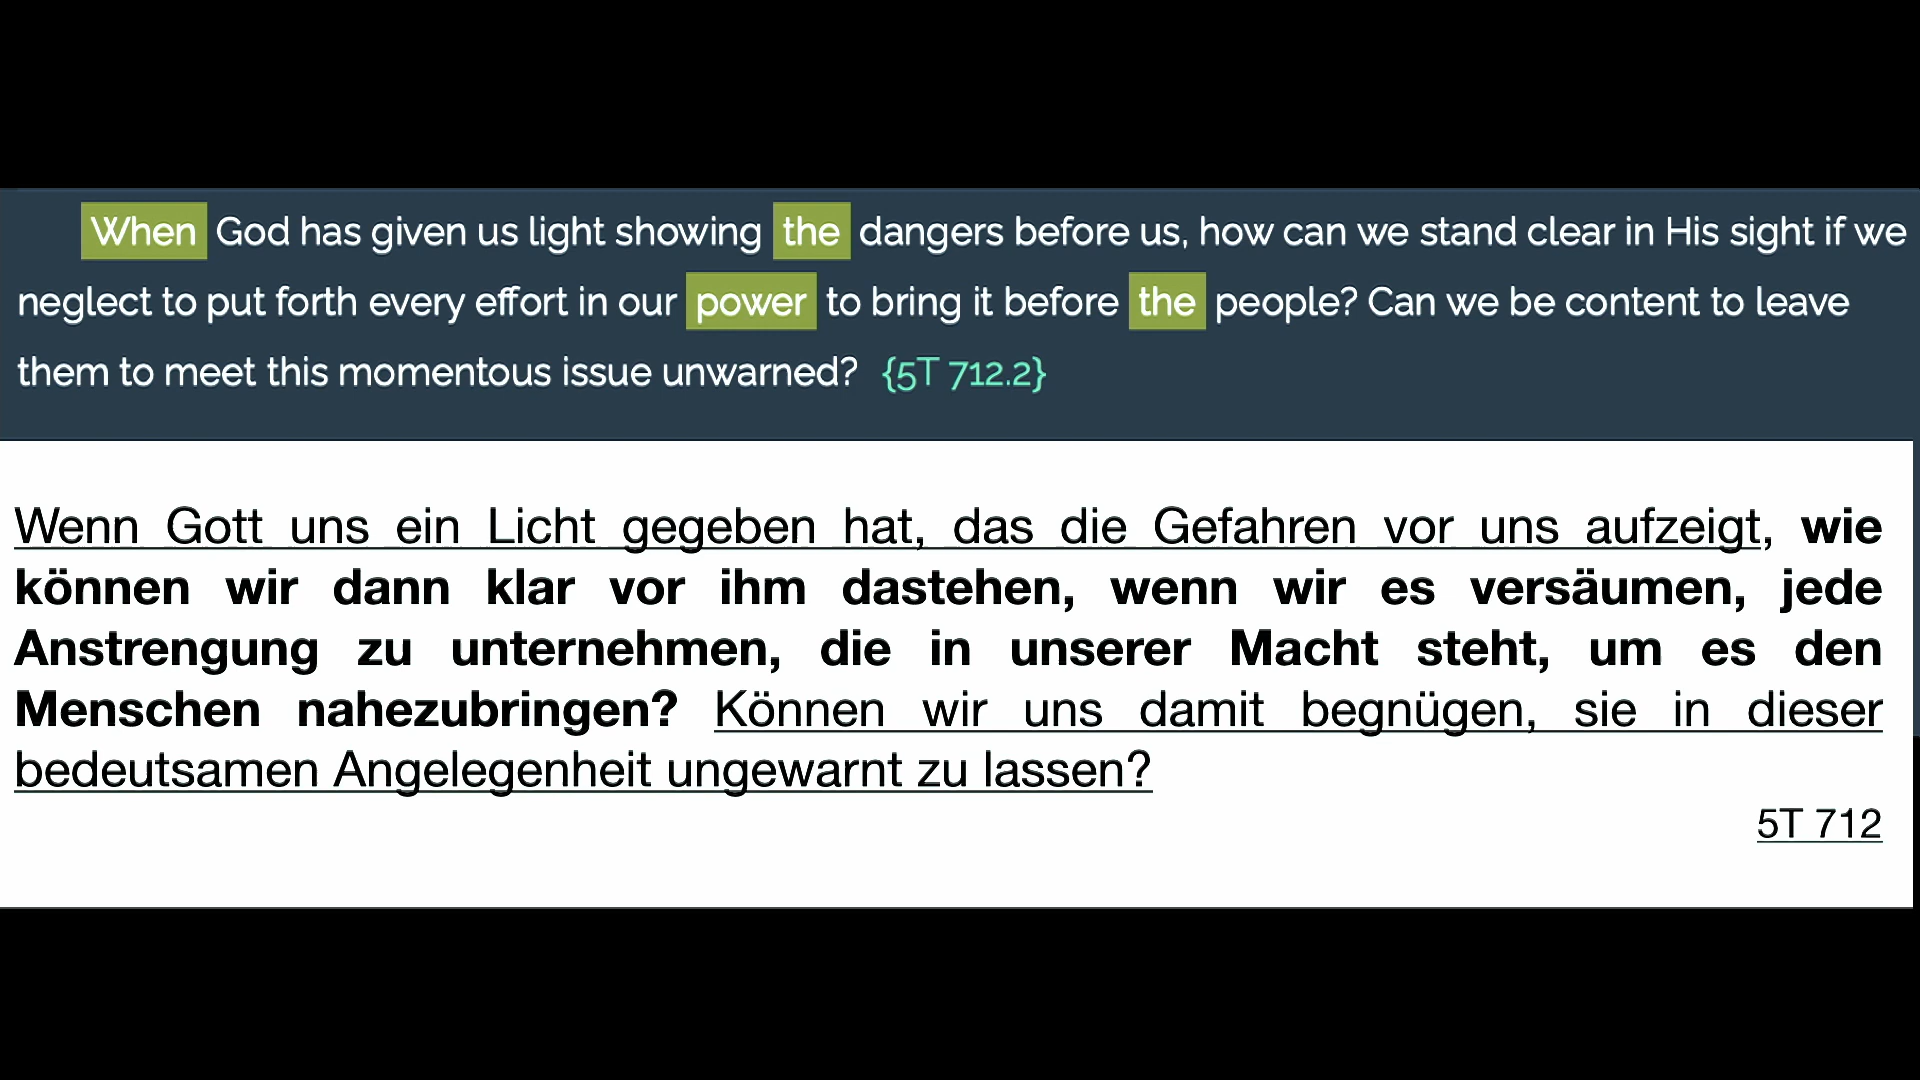 When God has given us light showing the dangers before us, how can we stand clear in His sight if we
neglect to put forth every effort in our power to bring it before the people? Can we be content to leave
them to meet this momentous issue unwarned? {5T 712.2}
Wenn Gott uns ein Licht gegeben hat, das die Gefahren vor uns aufzeigt, wie
können wir dann klar vor ihm dastehen, wenn wir es versäumen, jede
Anstrengung zu unternehmen, die in unserer Macht steht, um es den
Menschen nahezubringen? Können wir uns damit begnügen, sie in dieser
bedeutsamen Angelegenheit ungewarnt zu lassen?
5T 712